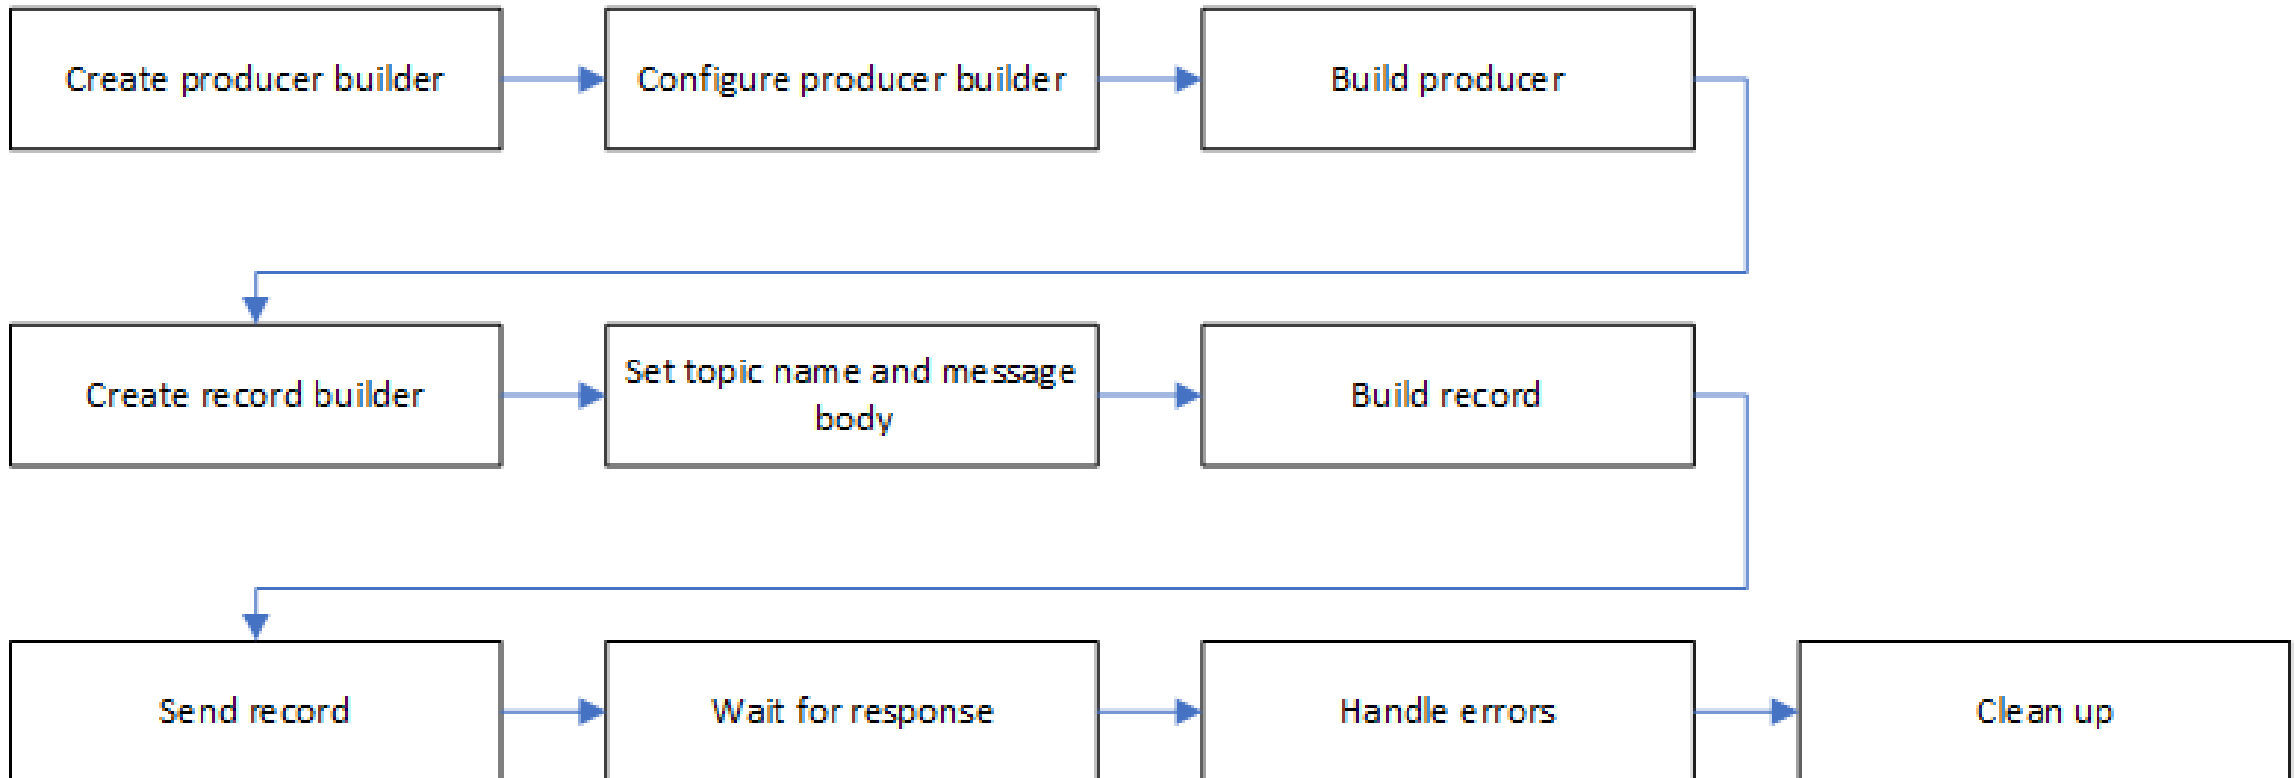 Create producer builder
Configure producer builder
Build producer
Create record builder
Set topic name and message
body
Build record
Send record
Wait for response
Handle errors
Clean up